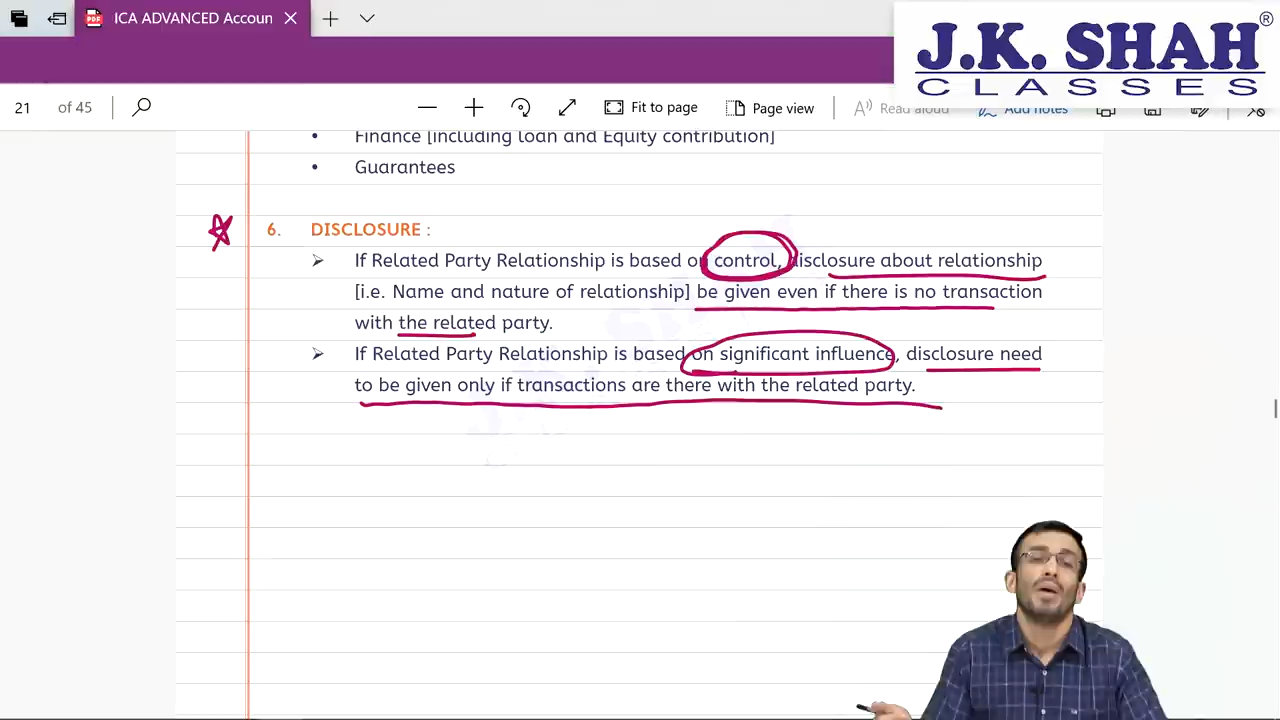 ICA ADVANCED Accoun
J.K. SHAH®
CLASSES
21 of 45
Fit to page
Page view
Read aloud
Add notes
• Finance [including loan and Equity contribution]
• Guarantees
6. DISCLOSURE :
If Related Party Relationship is based on control, disclosure about relationship
[i.e. Name and nature of relationship] be given even if there is no transaction
with the related party.
If Related Party Relationship is based on significant influence, disclosure need
to be given only if transactions are there with the related party.